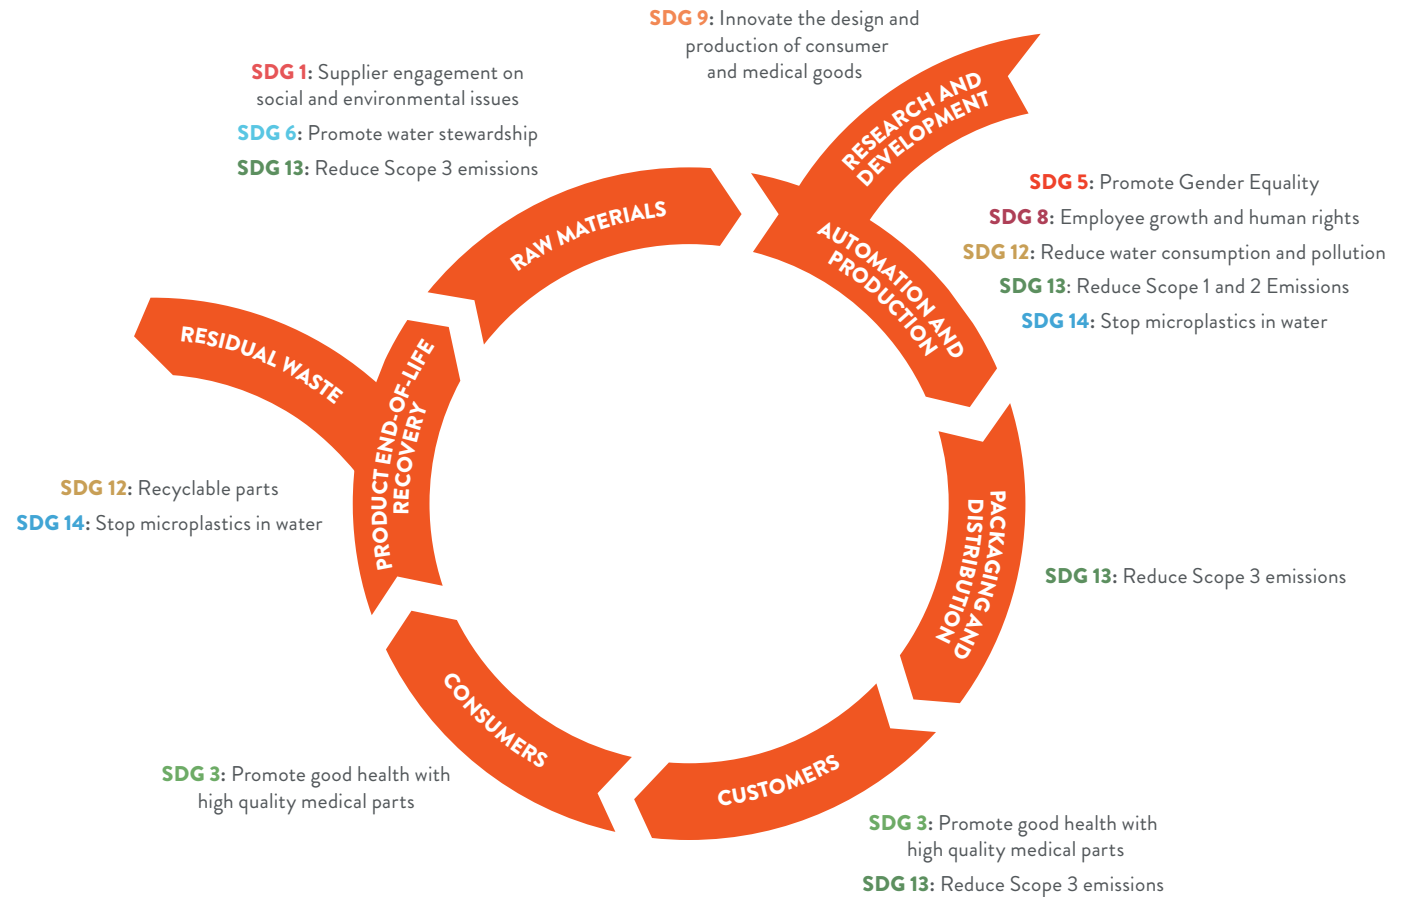 SDG 9: Innovate the design and
production of consumer
and medical goods
SDG 1: Supplier engagement on
social and environmental issues
SDG 6: Promote water stewardship
SDG 13: Reduce Scope 3 emissions
RESEARCH AND
DEVELOPMENT
SDG 5: Promote Gender Equality
SDG 8: Employee growth and human rights
SDG 12: Reduce water consumption and pollution
SDG 13: Reduce Scope 1 and 2 Emissions
SDG 14: Stop microplastics in water
RAW MATERIALS
AUTOMATION AND
PRODUCTION
RESIDUAL WASTE
PRODUCT END-OF-LIFE
RECOVERY
SDG 12: Recyclable parts
SDG 14: Stop microplastics in water
PACKAGING AND
DISTRIBUTION
SDG 13: Reduce Scope 3 emissions
CONSUMERS
CUSTOMERS
SDG 3: Promote good health with
high quality medical parts
SDG 3: Promote good health with
high quality medical parts
SDG 13: Reduce Scope 3 emissions